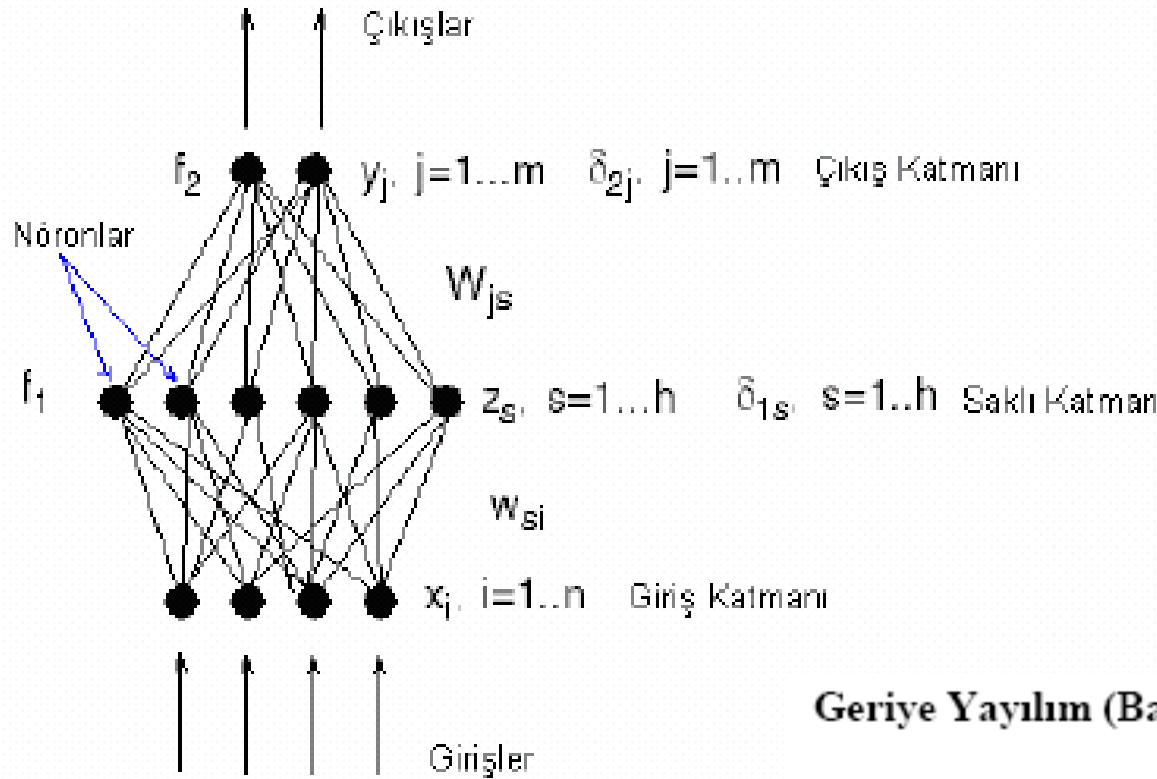 Çıkışlar
f₂ yⱼ, j=1...m δ₂ⱼ, j=1..m Çıkış Katmanı
Nöronlar
Wⱼₛ
f₁ zₛ, s=1...h δ₁ₛ, s=1..h Saklı Katman
wₛᵢ
xᵢ, i=1..n Giriş Katmanı
Geriye Yayılım (Ba
Girişler